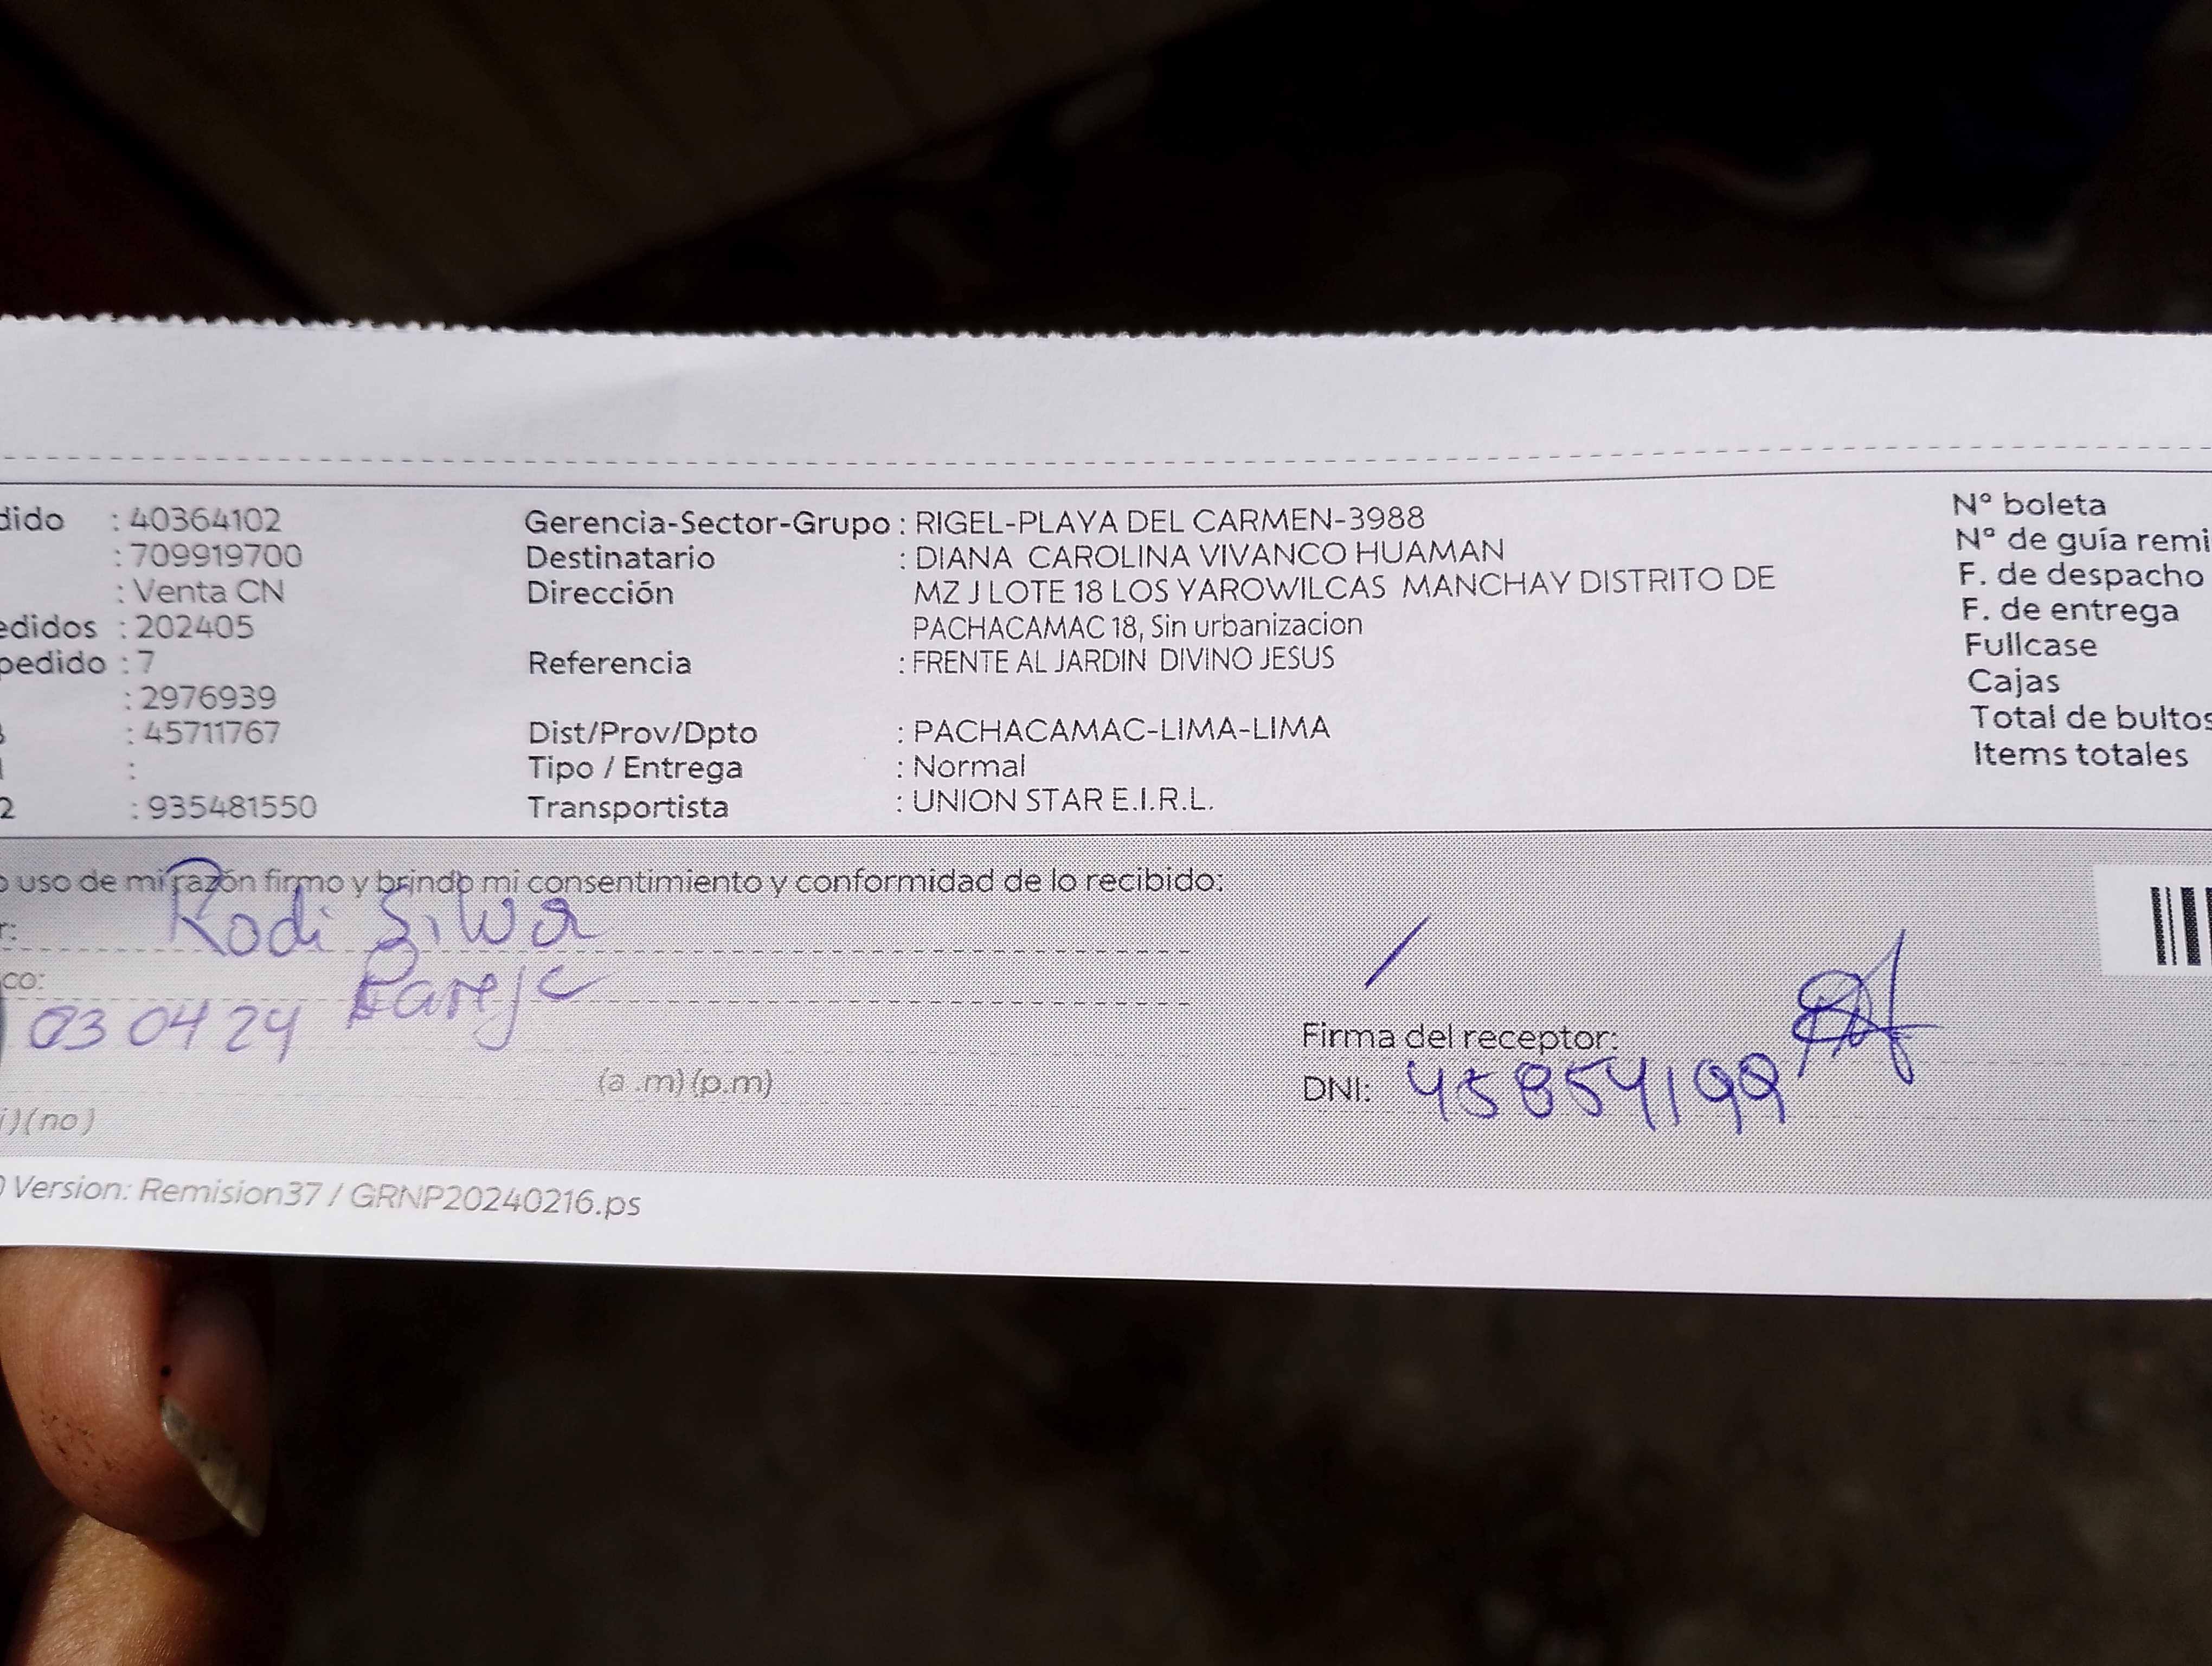 dido : 40364102 Gerencia-Sector-Grupo : RIGEL-PLAYA DEL CARMEN-3988 N° boleta
: 709919700 Destinatario : DIANA CAROLINA VIVANCO HUAMAN N° de guía remi
: Venta CN Dirección MZ J LOTE 18 LOS YAROWILCAS MANCHAY DISTRITO DE F. de despacho
edidos : 202405 PACHACAMAC 18, Sin urbanizacion F. de entrega
pedido : 7 Referencia : FRENTE AL JARDIN DIVINO JESUS Fullcase
: 2976939 Cajas
: 45711767 Dist/Prov/Dpto : PACHACAMAC-LIMA-LIMA Total de bultos
: Tipo / Entrega : Normal Items totales
2 : 935481550 Transportista : UNION STAR E.I.R.L.
o uso de mi razón firmo y brindo mi consentimiento y conformidad de lo recibido:
r: Rodi Silva
co: Pareja
03 04 24
Firma del receptor:
(a .m) (p.m) DNI: 45854199
i) (no)
) Version: Remision37 / GRNP20240216.ps